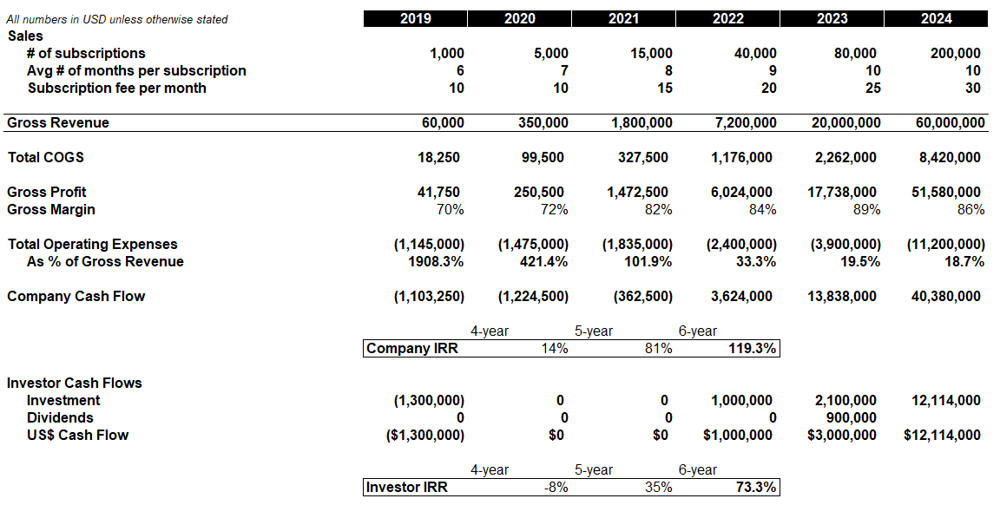 All numbers in USD unless otherwise stated 2019 2020 2021 2022 2023 2024
Sales
# of subscriptions 1,000 5,000 15,000 40,000 80,000 200,000
Avg # of months per subscription 6 7 8 9 10 10
Subscription fee per month 10 10 15 20 25 30
Gross Revenue 60,000 350,000 1,800,000 7,200,000 20,000,000 60,000,000
Total COGS 18,250 99,500 327,500 1,176,000 2,262,000 8,420,000
Gross Profit 41,750 250,500 1,472,500 6,024,000 17,738,000 51,580,000
Gross Margin 70% 72% 82% 84% 89% 86%
Total Operating Expenses (1,145,000) (1,475,000) (1,835,000) (2,400,000) (3,900,000) (11,200,000)
As % of Gross Revenue 1908.3% 421.4% 101.9% 33.3% 19.5% 18.7%
Company Cash Flow (1,103,250) (1,224,500) (362,500) 3,624,000 13,838,000 40,380,000
4-year 5-year 6-year
Company IRR 14% 81% 119.3%
Investor Cash Flows
Investment (1,300,000) 0 0 1,000,000 2,100,000 12,114,000
Dividends 0 0 0 0 900,000
US$ Cash Flow ($1,300,000) $0 $0 $1,000,000 $3,000,000 $12,114,000
4-year 5-year 6-year
Investor IRR -8% 35% 73.3%